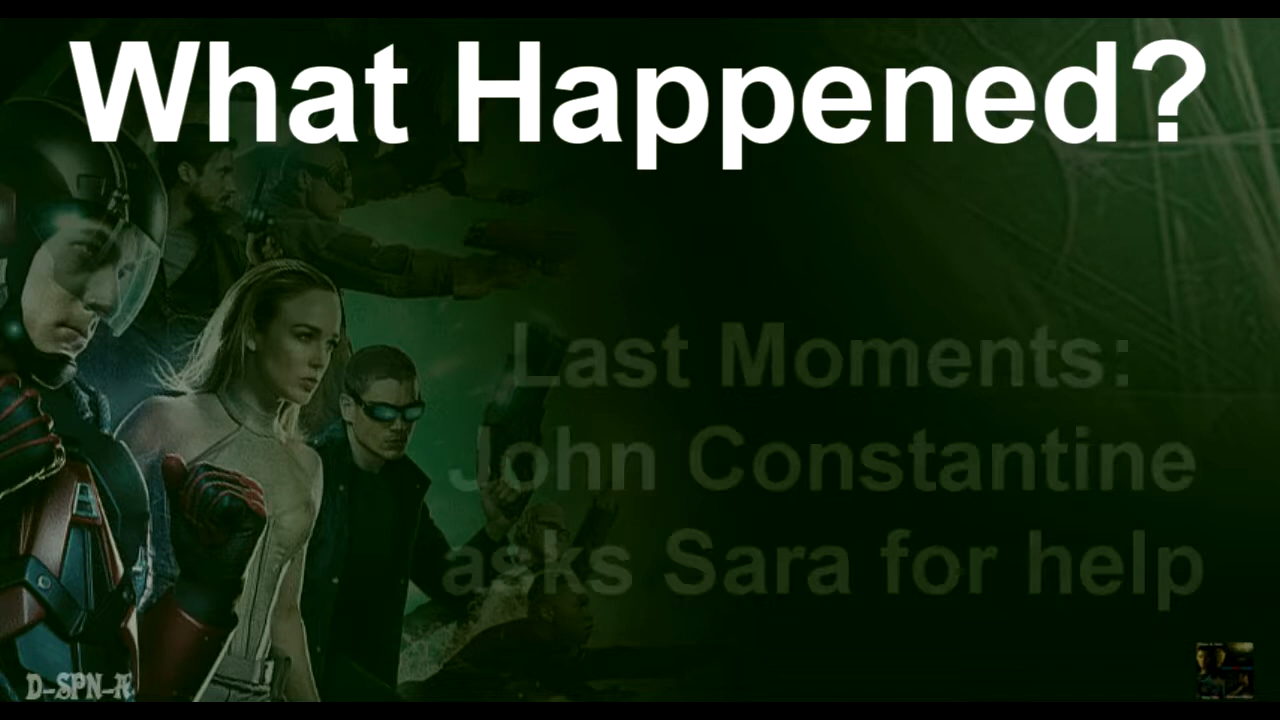 What Happened?
Last Moments:
John Constantine
asks Sara for help
D-SPN-A